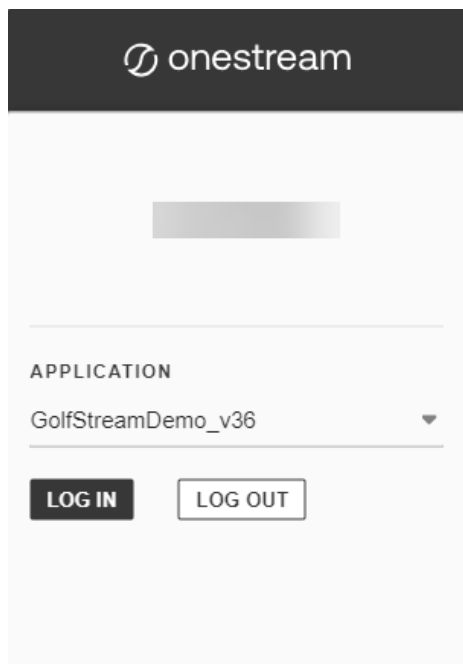 onestream
APPLICATION
GolfStreamDemo_v36
LOG IN
LOG OUT